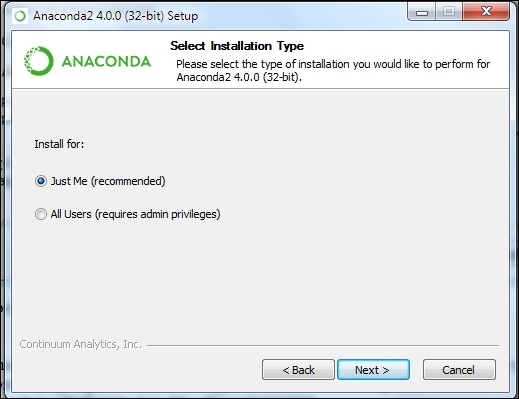 Anaconda2 4.0.0 (32-bit) Setup
ANACONDA
Select Installation Type
Please select the type of installation you would like to perform for
Anaconda2 4.0.0 (32-bit).
Install for:
Just Me (recommended)
All Users (requires admin privileges)
Continuum Analytics, Inc.
< Back
Next >
Cancel